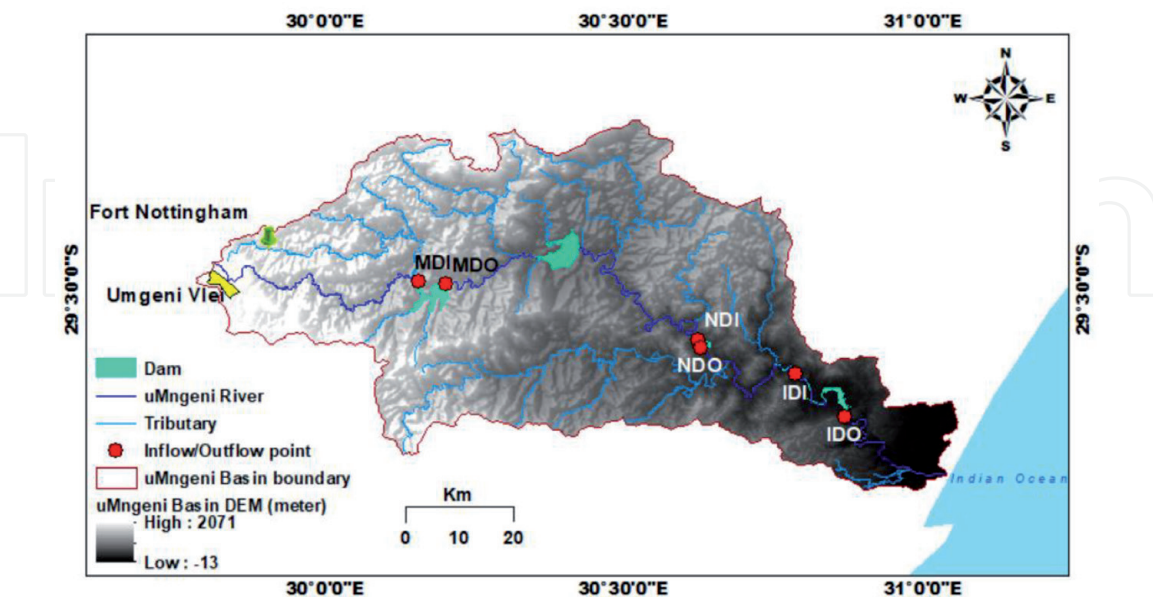 30°0'0"E 30°30'0"E 31°0'0"E
N
W E
S
Fort Nottingham
MDI MDO
Umgeni Vlei
29°30'0"S
29°30'0"S
NDI
NDO
IDI
IDO
Dam
uMngeni River
Tributary
Inflow/Outflow point
uMngeni Basin boundary
uMngeni Basin DEM (meter)
High : 2071
Low : -13
Km
0 10 20
Indian Ocean
30°0'0"E 30°30'0"E 31°0'0"E